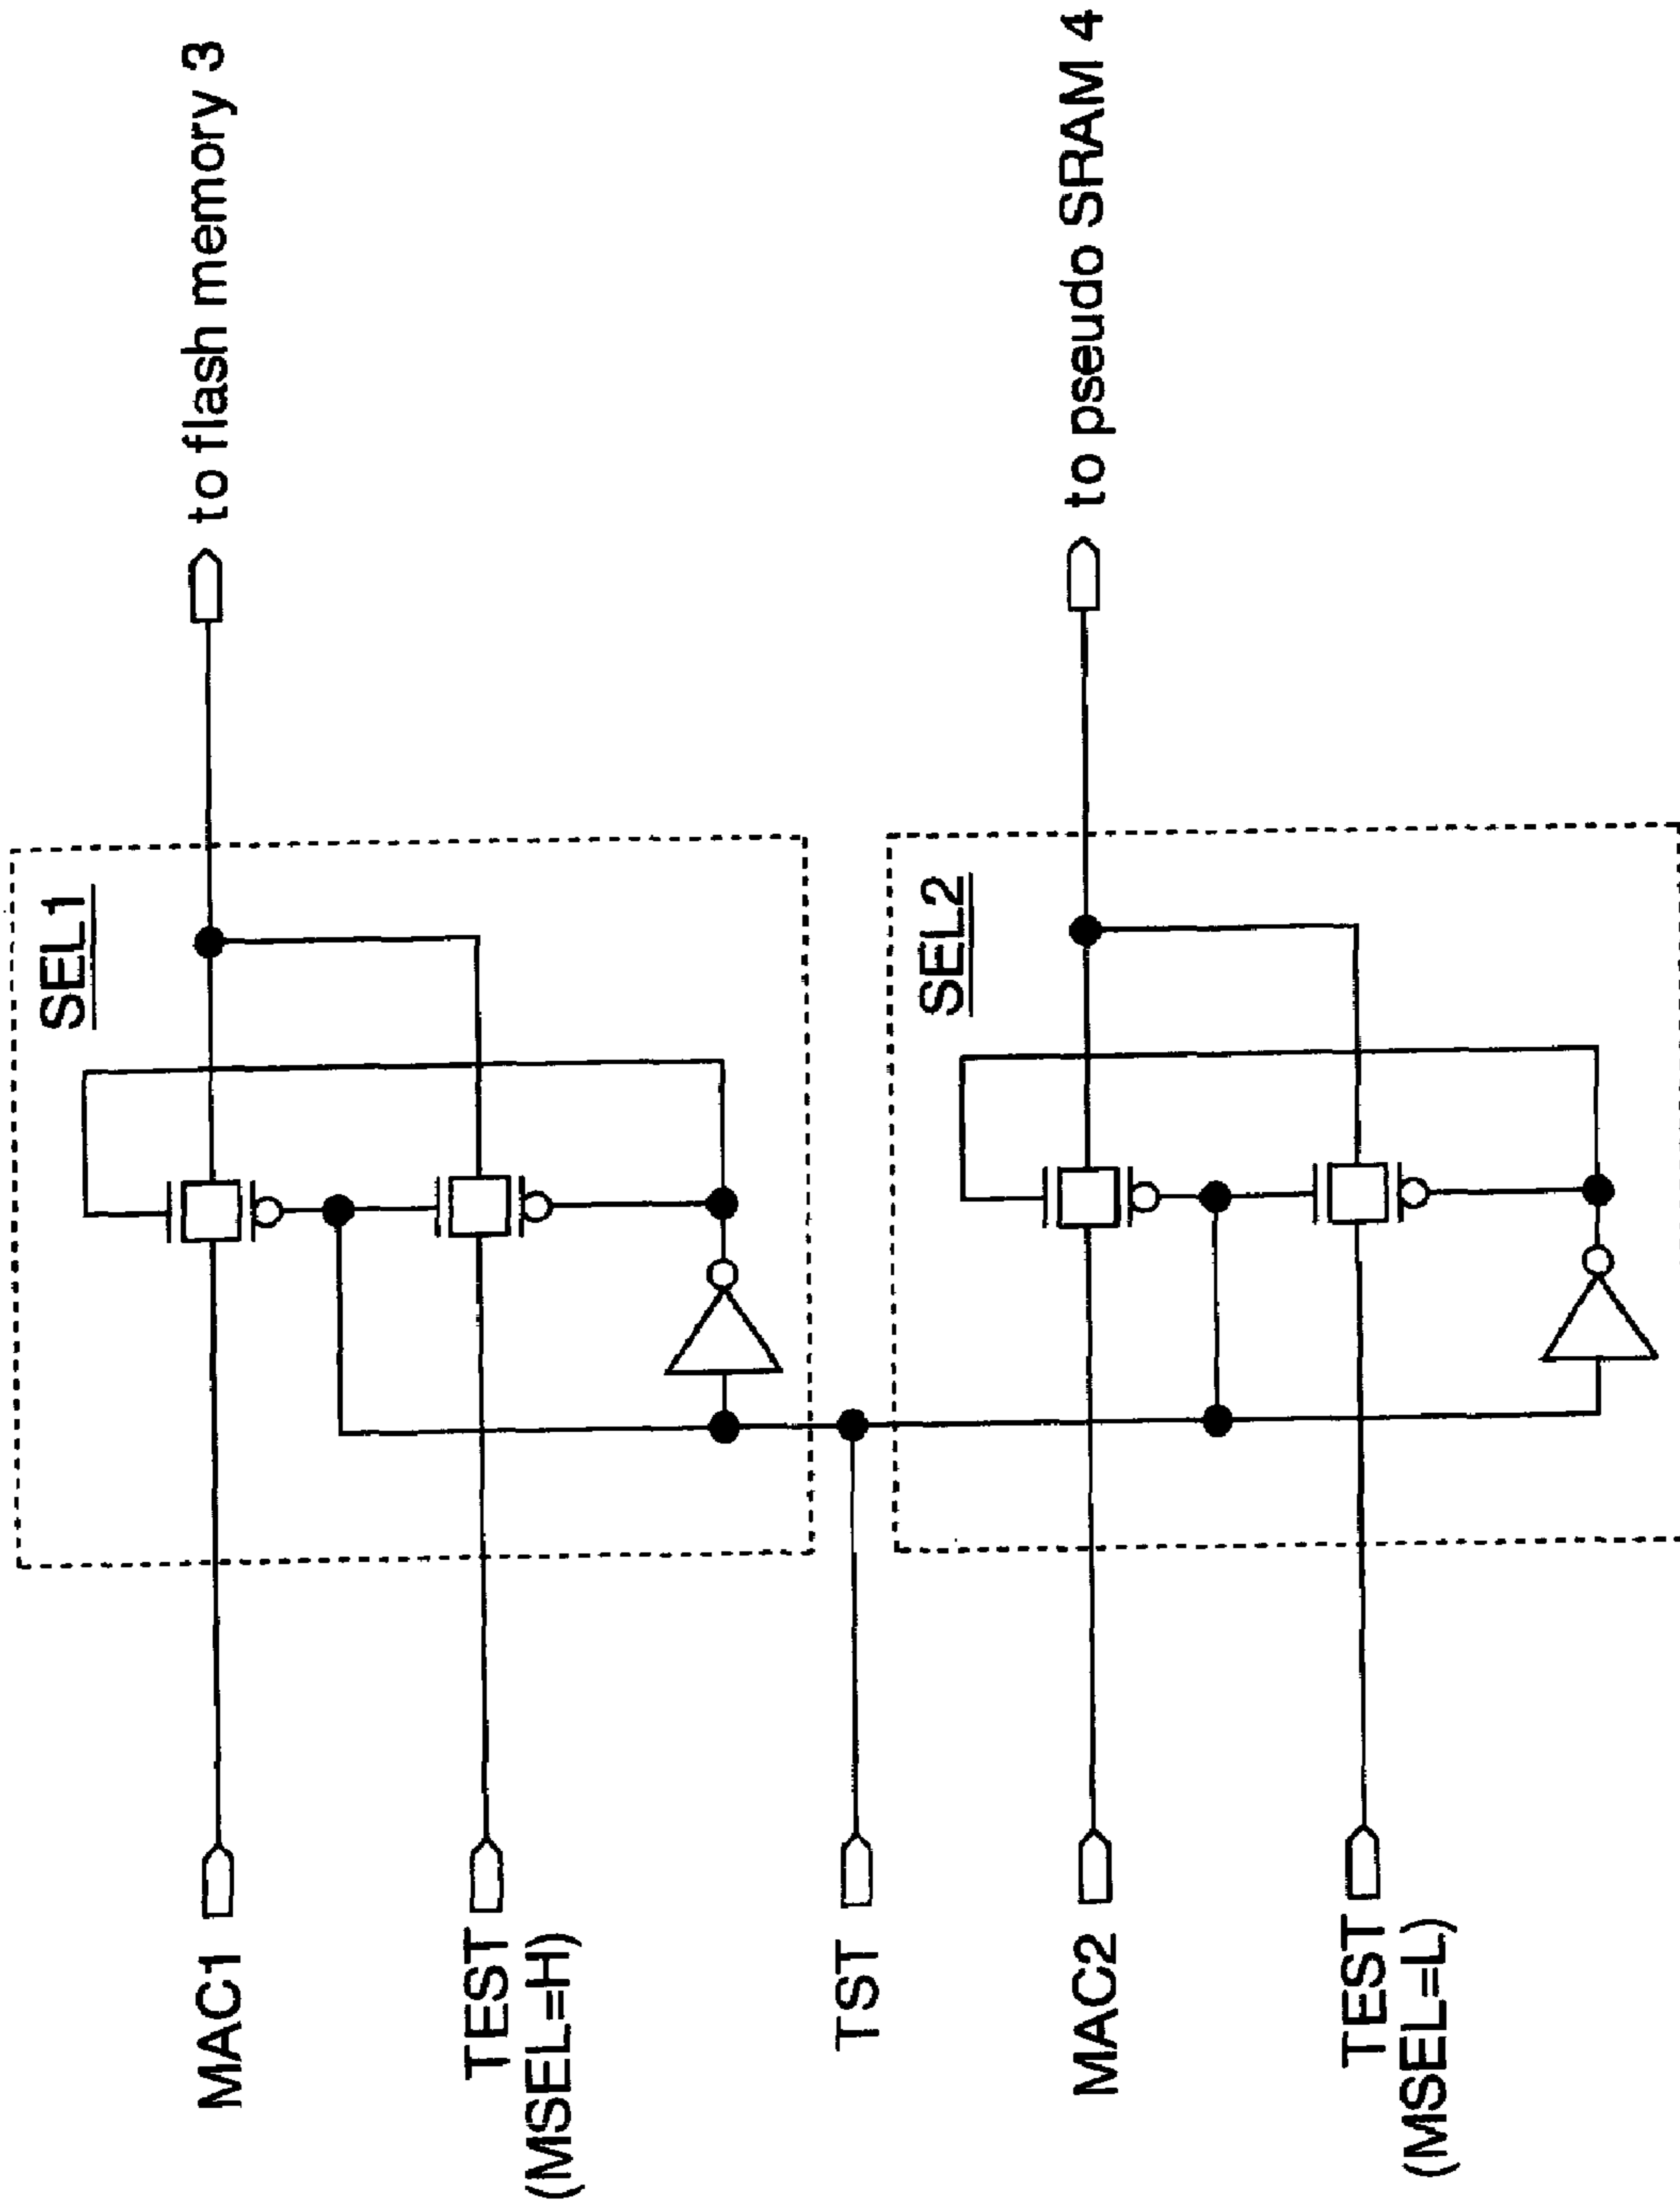 MAC1
TEST
(MSEL=H)
SEL1
to flash memory 3
TST
MAC2
TEST
(MSEL=L)
SEL2
to pseudo SRAM 4